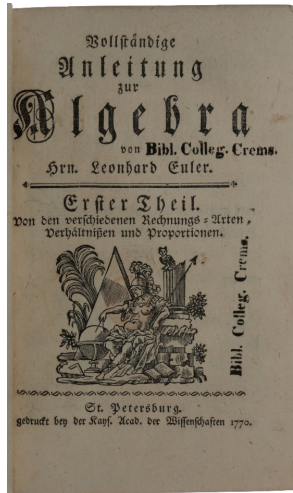 Vollständige
Anleitung
zur
Algebra
von Bibl. Colleg. Crems.
Hrn. Leonhard Euler.
Erster Theil.
Von den verschiedenen Rechnungs-Arten,
Verhältnißen und Proportionen.
Bibl. Colleg. Crems.
St. Petersburg.
gedruckt bey der Kays. Acad. der Wissenschaften 1770.